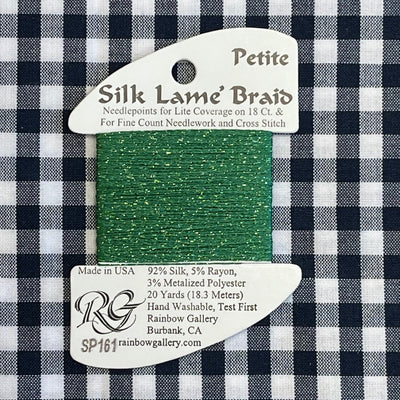 Petite
Silk Lamé Braid
Needlepoints for Lite Coverage on 18 Ct. &
For Fine Count Needlework and Cross Stitch
Made in USA
92% Silk, 5% Rayon,
3% Metalized Polyester
20 Yards (18.3 Meters)
Hand Washable, Test First
Rainbow Gallery
Burbank, CA
rainbowgallery.com
RG
SP161